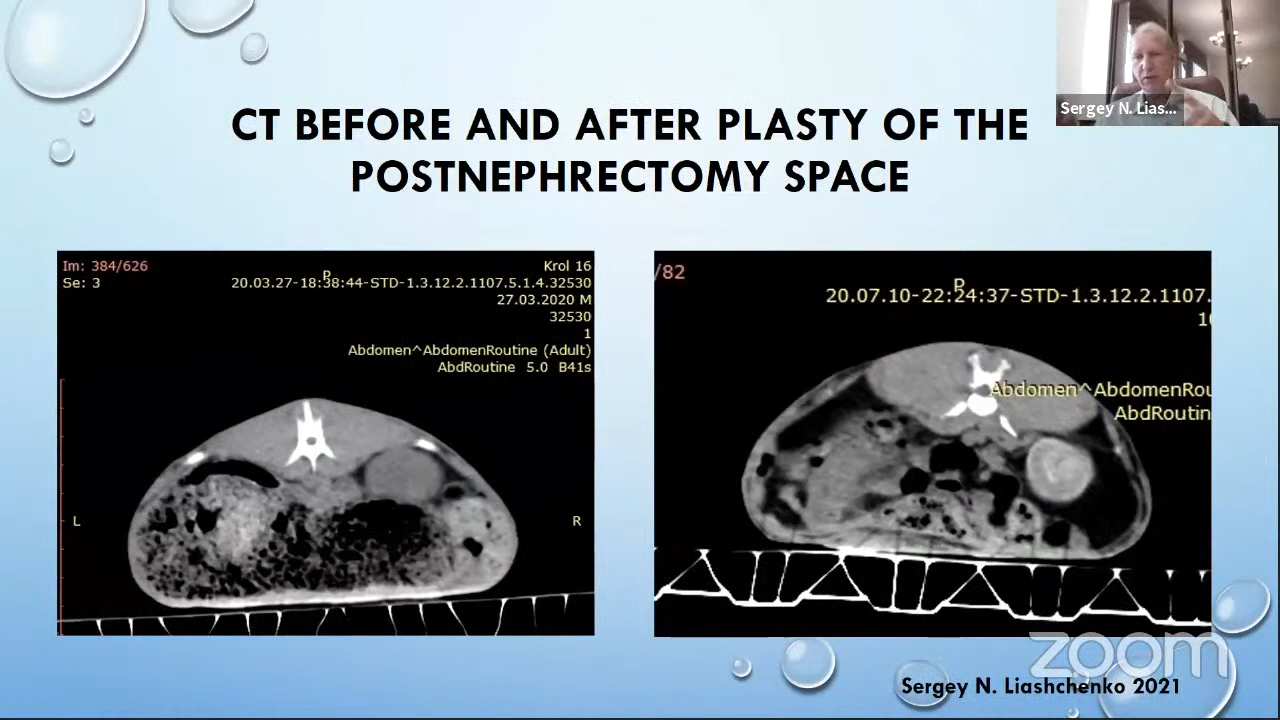 Sergey N. Lias...
CT BEFORE AND AFTER PLASTY OF THE
POSTNEPHRECTOMY SPACE
Im: 384/626
Se: 3
P
Krol 16
20.03.27-18:38:44-STD-1.3.12.2.1107.5.1.4.32530
27.03.2020 M
32530
1
Abdomen^AbdomenRoutine (Adult)
AbdRoutine 5.0 B41s
L
R
/82
P
20.07.10-22:24:37-STD-1.3.12.2.1107.
10
Abdomen^AbdomenRou
AbdRoutin
zoom
Sergey N. Liashchenko 2021